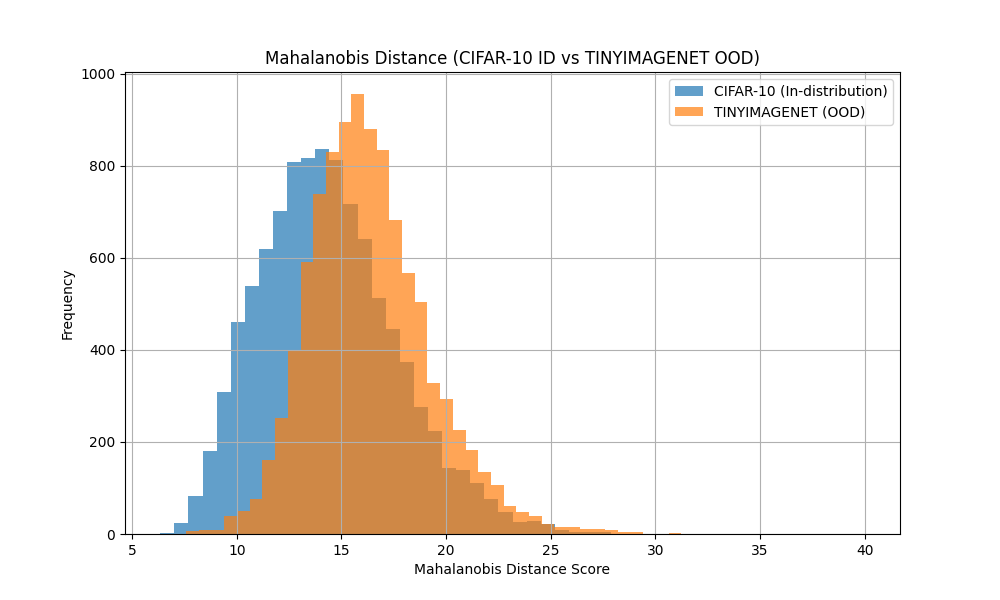 Mahalanobis Distance (CIFAR-10 ID vs TINYIMAGENET OOD)
CIFAR-10 (In-distribution)
TINYIMAGENET (OOD)
1000
800
600
400
200
0
Frequency
5 10 15 20 25 30 35 40
Mahalanobis Distance Score